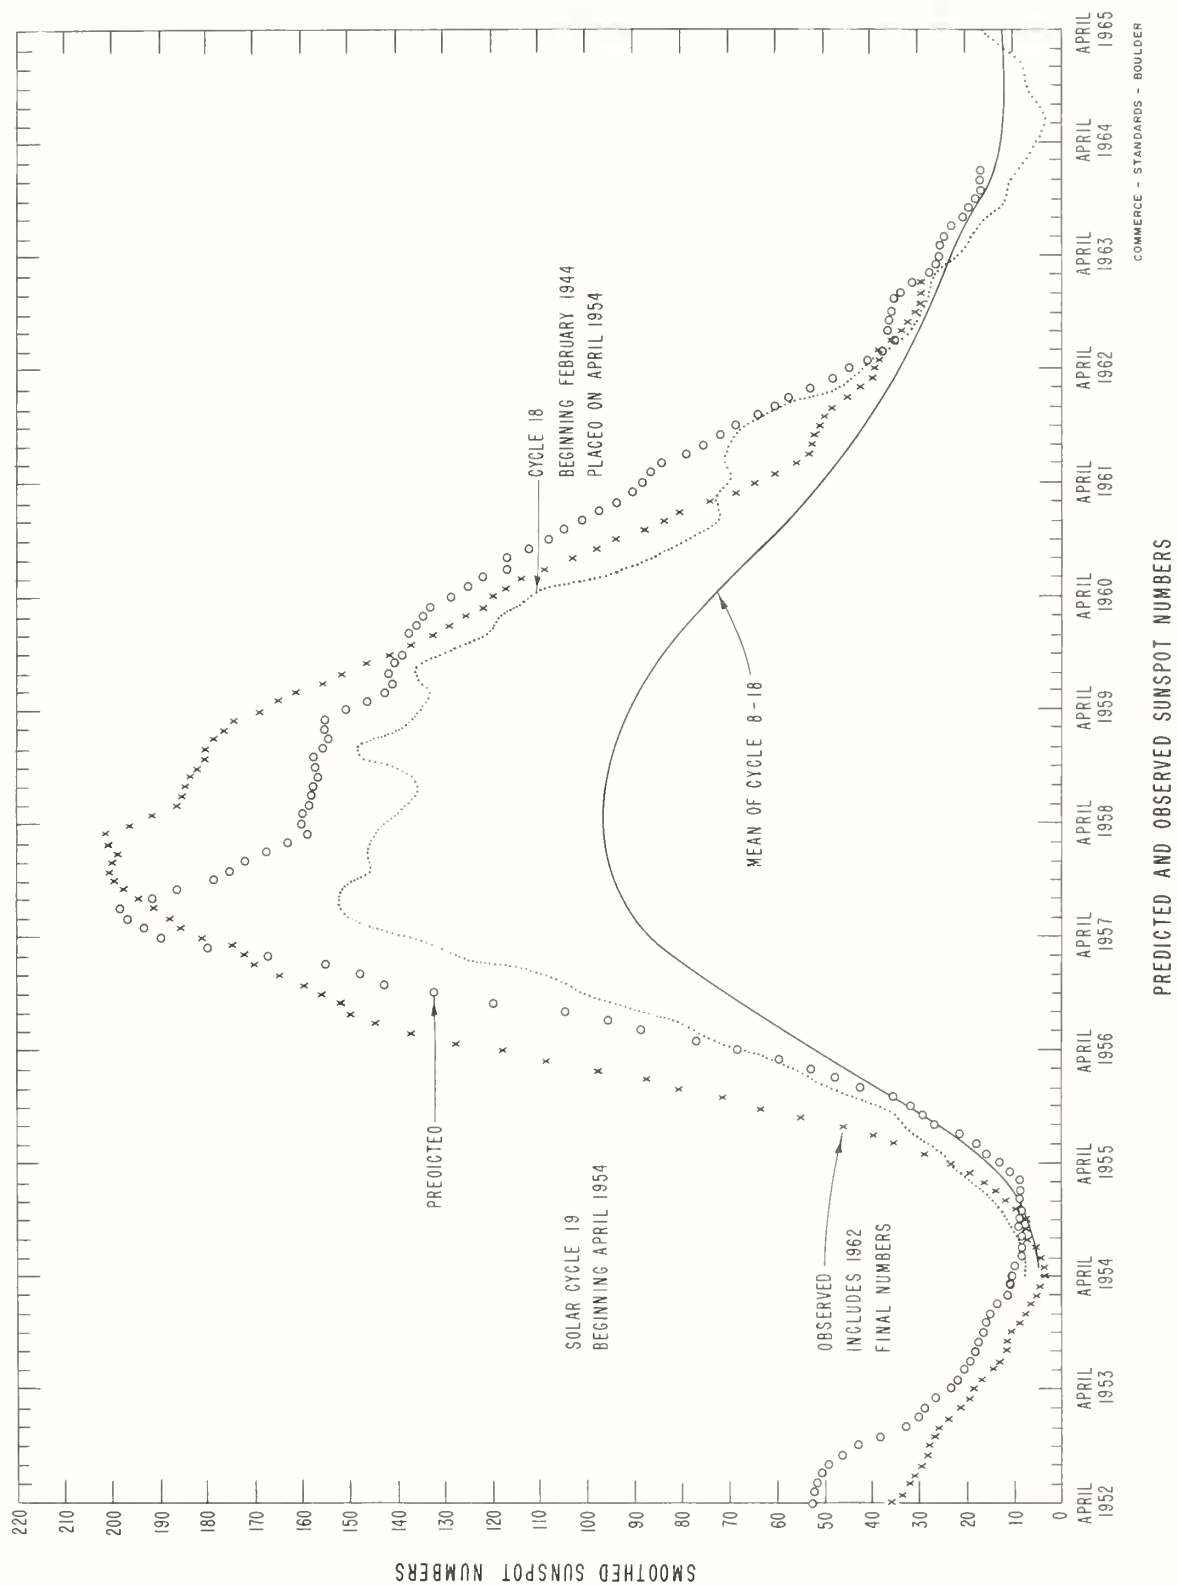 SMOOTHED SUNSPOT NUMBERS
220
210
200
190
180
170
160
150
140
130
120
110
100
90
80
70
60
50
40
30
20
10
0
SOLAR CYCLE 19
BEGINNING APRIL 1954
OBSERVED
INCLUDES 1962
FINAL NUMBERS
PREOICTED
MEAN OF CYCLE 8-18
CYCLE 18
BEGINNING FEBRUARY 1944
PLACEO ON APRIL 1954
APRIL
1952
APRIL
1953
APRIL
1954
APRIL
1955
APRIL
1956
APRIL
1957
APRIL
1958
APRIL
1959
APRIL
1960
APRIL
1961
APRIL
1962
APRIL
1963
APRIL
1964
APRIL
1965
COMMERCE - STANDARDS - BOULDER
PREDICTED AND OBSERVED SUNSPOT NUMBERS